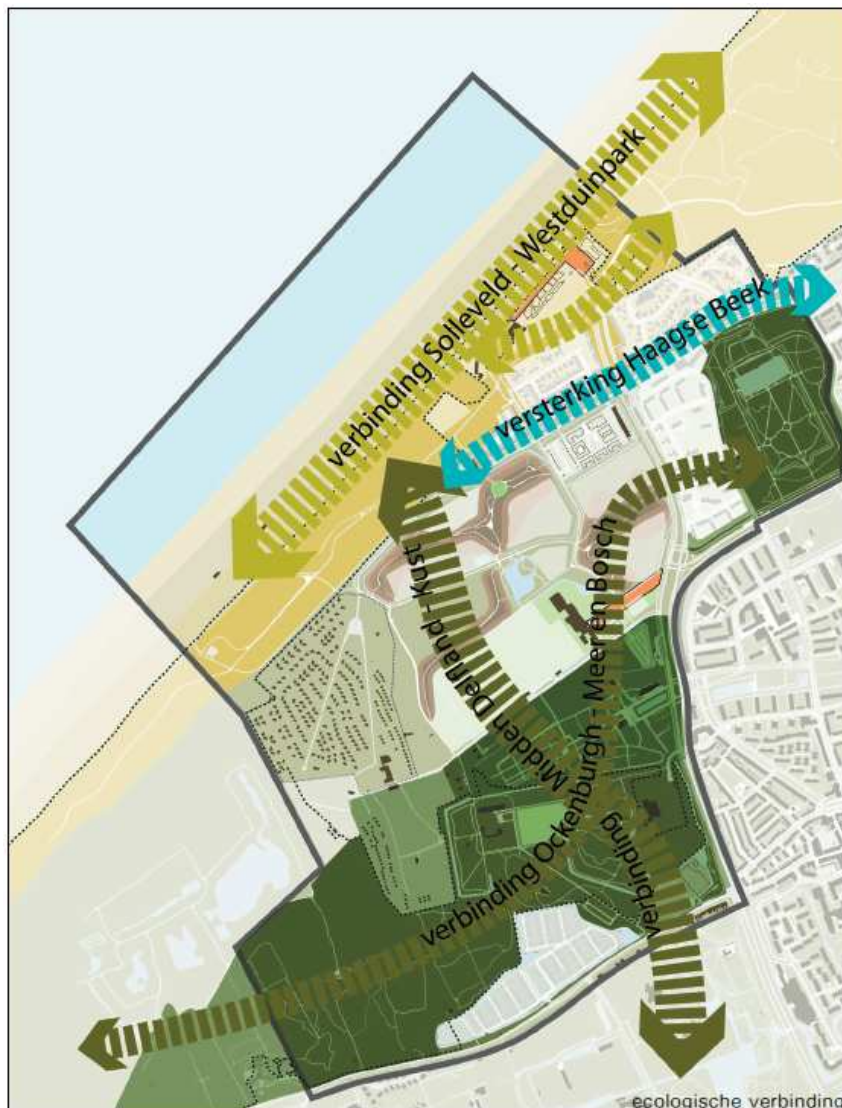 verbinding Solleveld - Westduinpark
versterking Haagse Beek
verbinding Midden Delfland - Kust
verbinding Ockenburgh - Meer en Bosch
ecologische verbinding